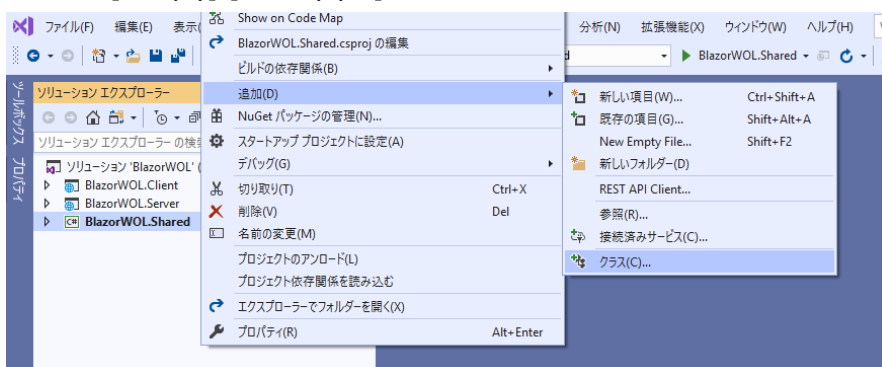 ファイル(F) 編集(E) 表示(
分析(N) 拡張機能(X) ウィンドウ(W) ヘルプ(H)
BlazorWOL.Shared
ツールボックス
プロパティ
ソリューション エクスプローラー
ソリューション エクスプローラー の検索
ソリューション 'BlazorWOL' (
BlazorWOL.Client
BlazorWOL.Server
C# BlazorWOL.Shared
Show on Code Map
BlazorWOL.Shared.csproj の編集
ビルドの依存関係(B)
追加(D)
NuGet パッケージの管理(N)...
スタートアップ プロジェクトに設定(A)
デバッグ(G)
切り取り(T) Ctrl+X
削除(V) Del
名前の変更(M)
プロジェクトのアンロード(L)
プロジェクト依存関係を読み込む
エクスプローラーでフォルダーを開く(X)
プロパティ(R) Alt+Enter
新しい項目(W)... Ctrl+Shift+A
既存の項目(G)... Shift+Alt+A
New Empty File... Shift+F2
新しいフォルダー(D)
REST API Client...
参照(R)...
接続済みサービス(C)...
クラス(C)...